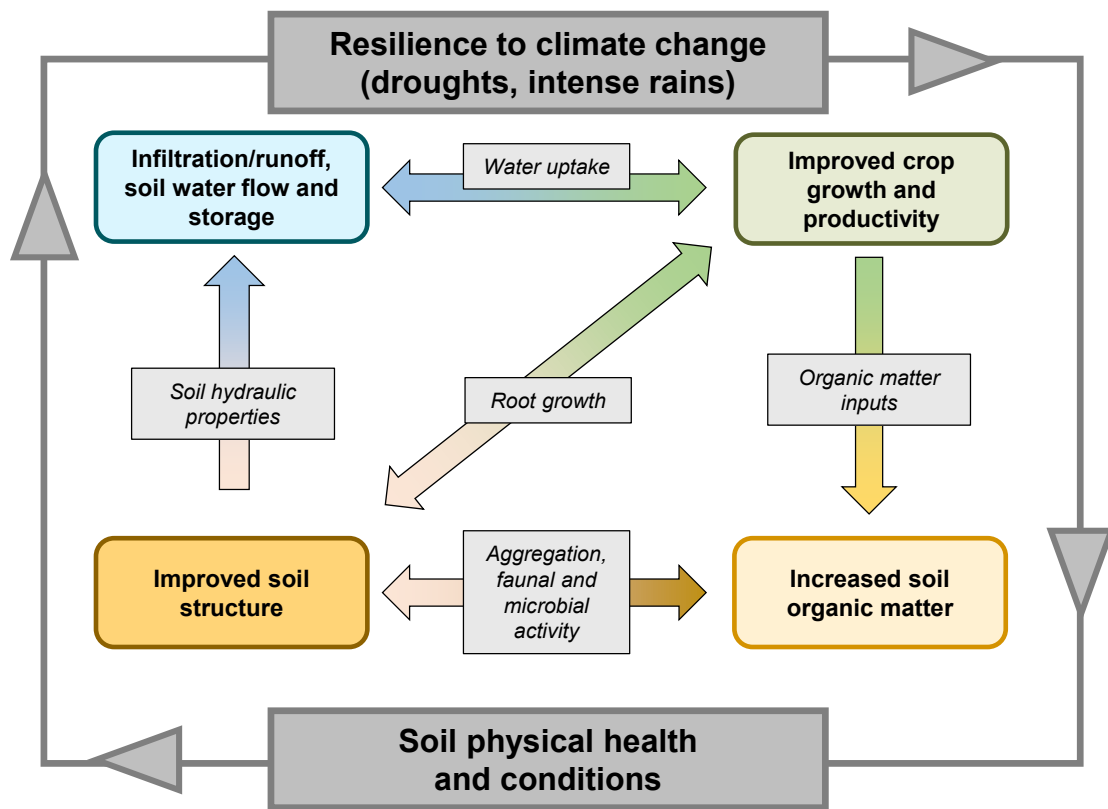 Resilience to climate change
(droughts, intense rains)
Infiltration/runoff,
soil water flow and
storage
Water uptake
Improved crop
growth and
productivity
Soil hydraulic
properties
Root growth
Organic matter
inputs
Improved soil
structure
Aggregation,
faunal and
microbial
activity
Increased soil
organic matter
Soil physical health
and conditions